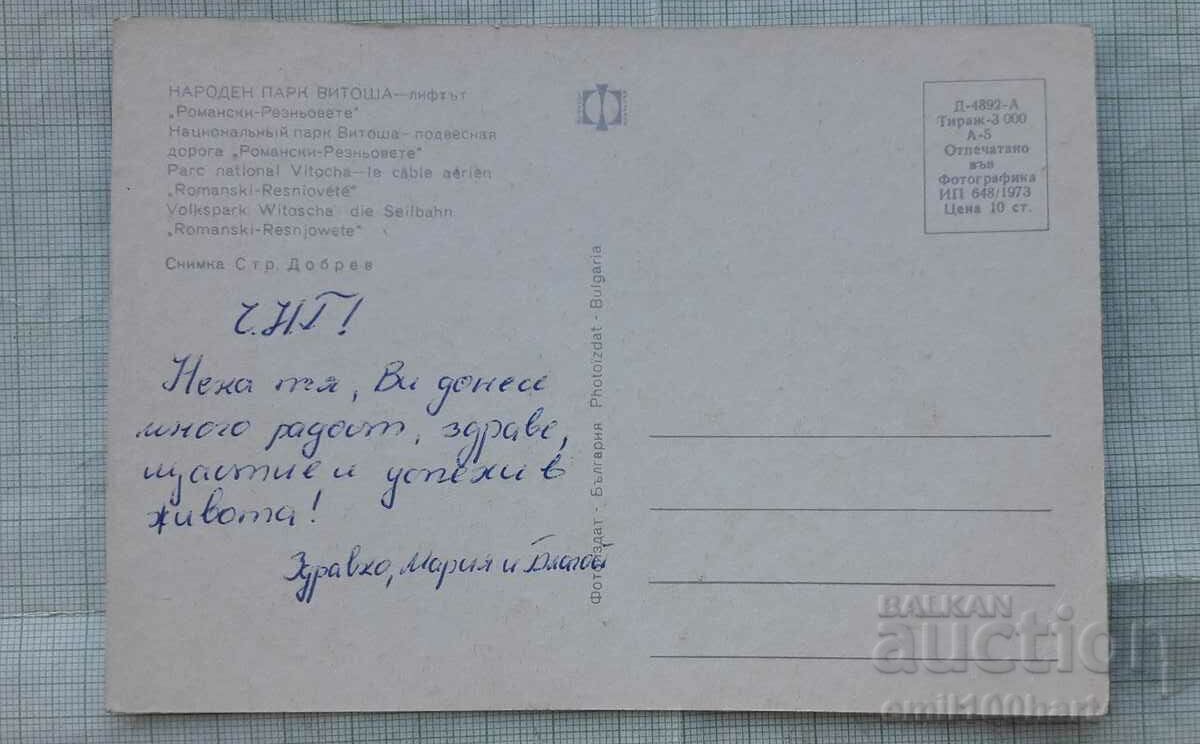 НАРОДЕН ПАРК ВИТОША—лифтът
„Романски-Резньовете"
Национальный парк Витоша—подвесная
дорога „Романски-Резньовете"
Parc national Vitocha—le câble aérien
„Romanski-Resniovété"
Volkspark Witoscha die Seilbahn
„Romanski-Resnjowete"
Снимка Стр. Добрев
Ч.Н.Г!
Нека тя, Ви донесе
много радост, здраве,
щастие и успехи в
живота!
Здравко, Мария и Благой
Фотоиздат - България Photoizdat - Bulgaria
Д-4892-А
Тираж-3 000
А-5
Отпечатано
във
Фотографика
ИП 648/1973
Цена 10 ст.
BALKAN
auction
emil100hart